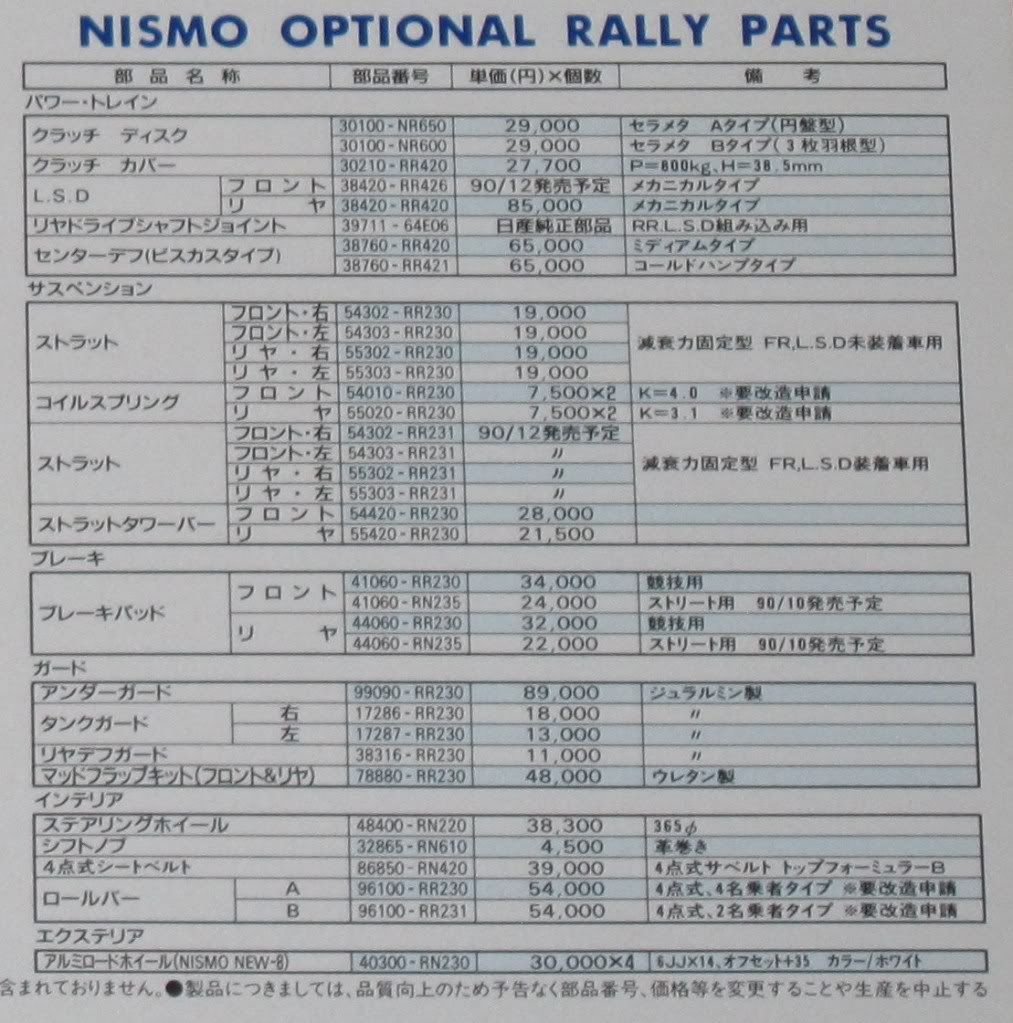 NISMO OPTIONAL RALLY PARTS
部品名称 部品番号 単価(円)×個数 備考
パワー・トレイン
クラッチ ディスク 30100-NR650 29,000 セラメタ Aタイプ(円盤型)
30100-NR600 29,000 セラメタ Bタイプ(3枚羽根型)
クラッチ カバー 30210-RR420 27,700 P=800kg、H=38.5mm
L.S.D フロント 38420-RR426 90/12発売予定 メカニカルタイプ
リヤ 38420-RR420 85,000 メカニカルタイプ
リヤドライブシャフトジョイント 39711-64E06 日産純正部品 RR.L.S.D組み込み用
センターデフ(ビスカスタイプ) 38760-RR420 65,000 ミディアムタイプ
38760-RR421 65,000 コールドハンプタイプ
サスペンション
ストラット フロント・右 54302-RR230 19,000 減衰力固定型 FR,L.S.D未装着車用
フロント・左 54303-RR230 19,000
リヤ・右 55302-RR230 19,000
リヤ・左 55303-RR230 19,000
コイルスプリング フロント 54010-RR230 7,500×2 K=4.0 ※要改造申請
リヤ 55020-RR230 7,500×2 K=3.1 ※要改造申請
ストラット フロント・右 54302-RR231 90/12発売予定 減衰力固定型 FR,L.S.D装着車用
フロント・左 54303-RR231 〃
リヤ・右 55302-RR231 〃
リヤ・左 55303-RR231 〃
ストラットタワーバー フロント 54420-RR230 28,000
リヤ 55420-RR230 21,500
ブレーキ
ブレーキパッド フロント 41060-RR230 34,000 競技用
41060-RN235 24,000 ストリート用 90/10発売予定
リヤ 44060-RR230 32,000 競技用
44060-RN235 22,000 ストリート用 90/10発売予定
ガード
アンダーガード 99090-RR230 89,000 ジュラルミン製
タンクガード 右 17286-RR230 18,000 〃
左 17287-RR230 13,000 〃
リヤデフガード 38316-RR230 11,000 〃
マッドフラップキット(フロント&リヤ) 78880-RR230 48,000 ウレタン製
インテリア
ステアリングホイール 48400-RN220 38,300 365φ
シフトノブ 32865-RN610 4,500 革巻き
4点式シートベルト 86850-RN420 39,000 4点式サベルト トップフォーミュラーB
ロールバー A 96100-RR230 54,000 4点式、4名乗者タイプ ※要改造申請
B 96100-RR231 54,000 4点式、2名乗者タイプ ※要改造申請
エクステリア
アルミロードホイール(NISMO NEW-8) 40300-RN230 30,000×4 6JJ×14、オフセット+35 カラー/ホワイト
含まれておりません。●製品につきましては、品質向上のため予告なく部品番号、価格等を変更することや生産を中止する